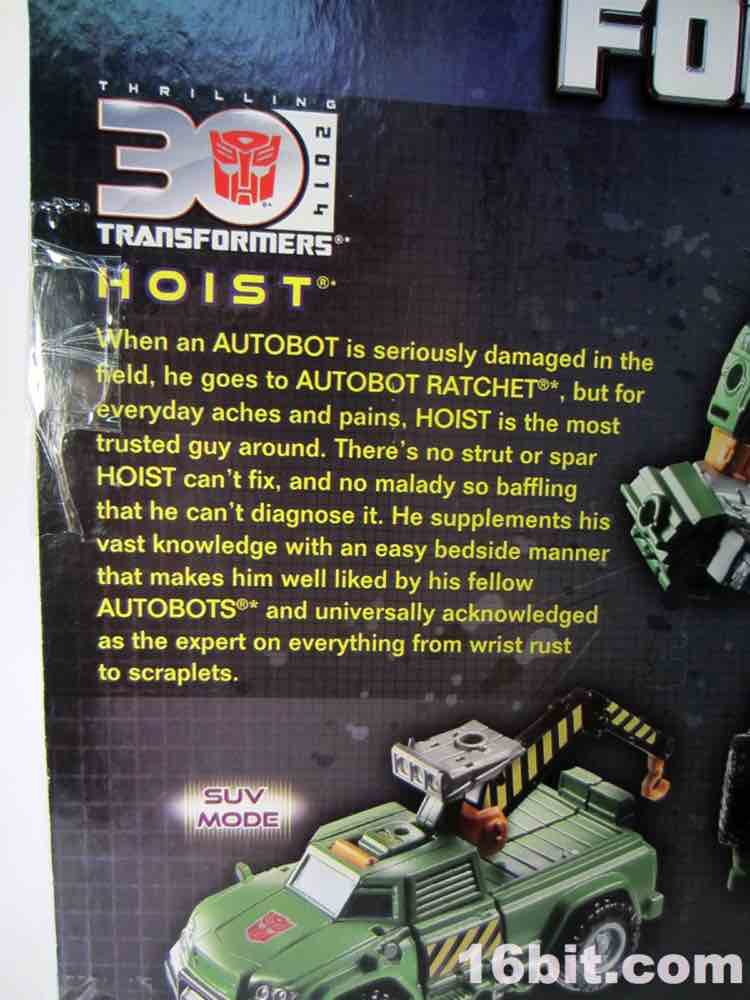 FO
THRILLING
30
2014
TRANSFORMERS®*
HOIST®*
When an AUTOBOT is seriously damaged in the
field, he goes to AUTOBOT RATCHET®*, but for
everyday aches and pains, HOIST is the most
trusted guy around. There's no strut or spar
HOIST can't fix, and no malady so baffling
that he can't diagnose it. He supplements his
vast knowledge with an easy bedside manner
that makes him well liked by his fellow
AUTOBOTS®* and universally acknowledged
as the expert on everything from wrist rust
to scraplets.
SUV
MODE
16bit.com